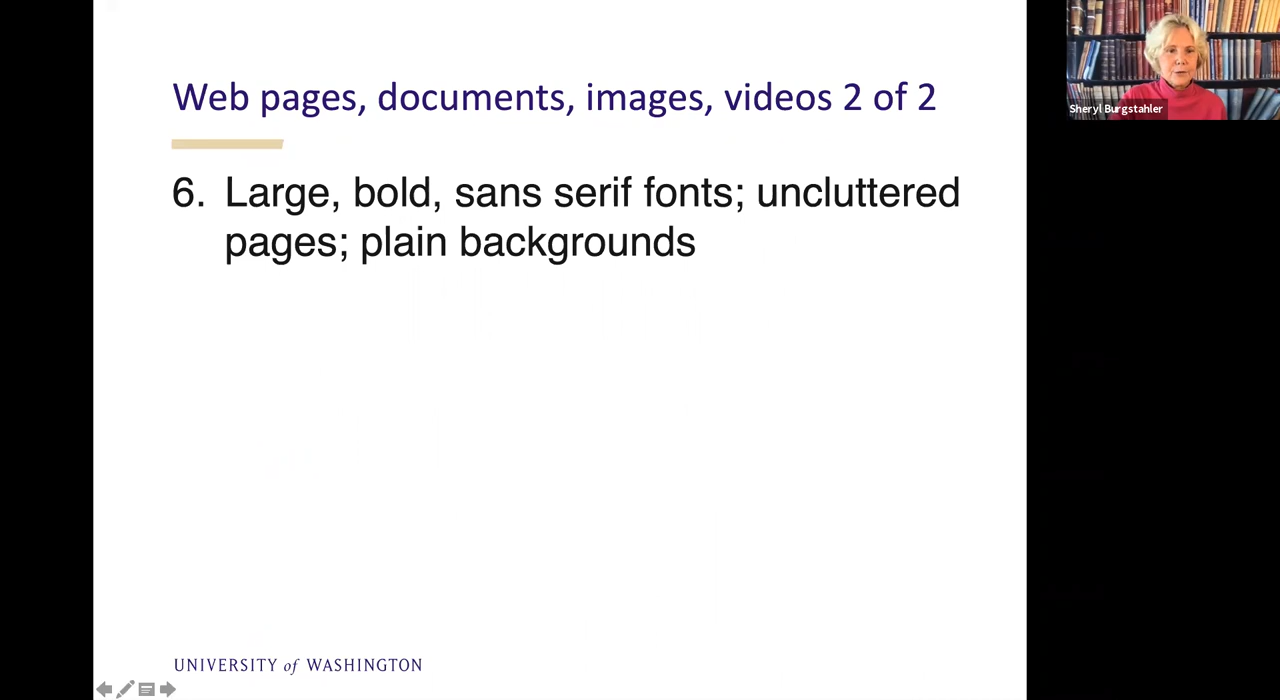 Web pages, documents, images, videos 2 of 2
Sheryl Burgstahler
6. Large, bold, sans serif fonts; uncluttered
pages; plain backgrounds
UNIVERSITY of WASHINGTON